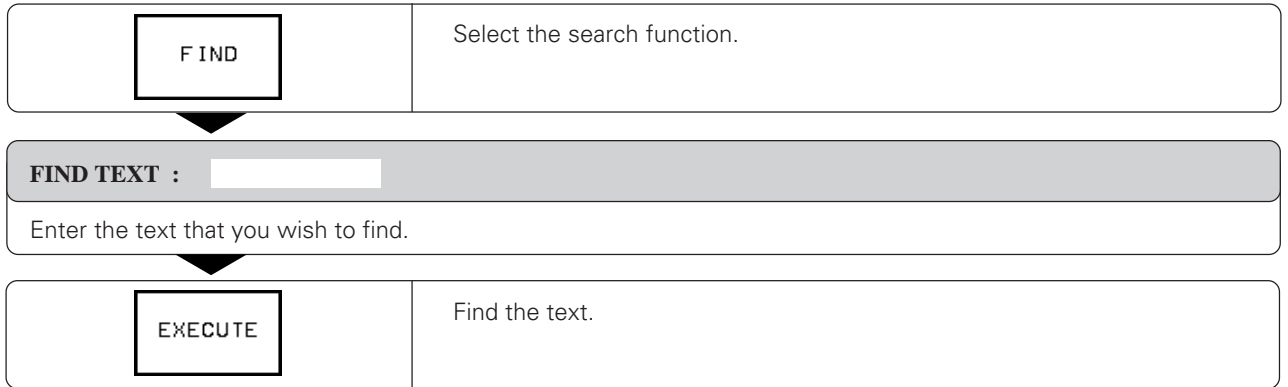 FIND
Select the search function.
FIND TEXT :
Enter the text that you wish to find.
EXECUTE
Find the text.